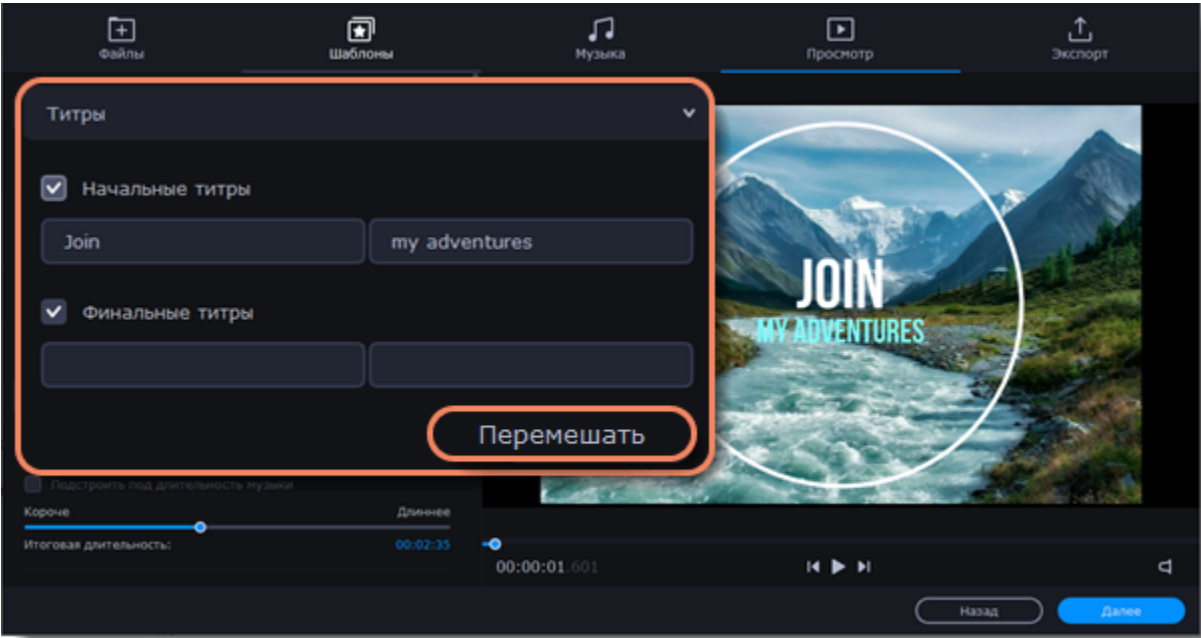 Файлы
Шаблоны
Музыка
Просмотр
Экспорт
Титры
Начальные титры
Join
my adventures
Финальные титры
Перемешать
Подстроить под длительность музыки
Короче
Длиннее
Итоговая длительность:
00:02:35
JOIN
MY ADVENTURES
00:00:01.601
Назад
Далее